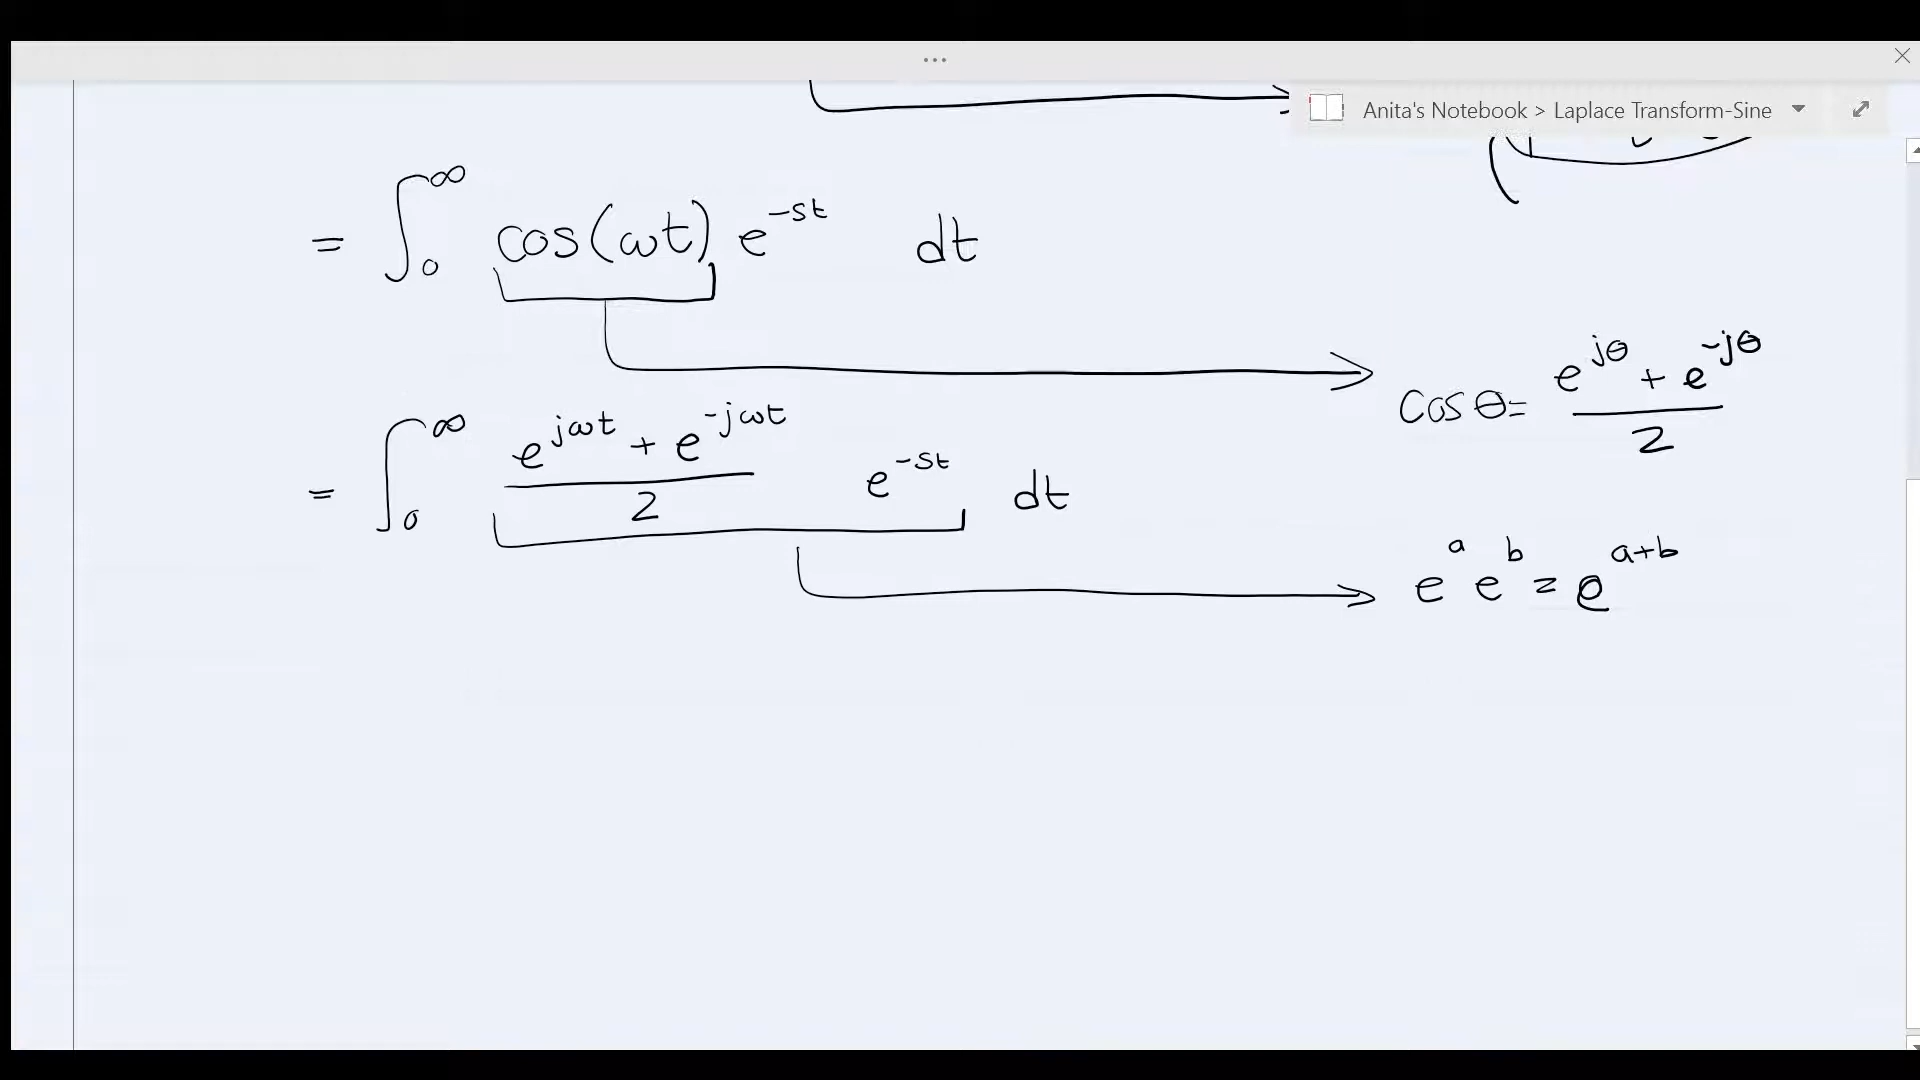 ...
Anita's Notebook > Laplace Transform-Sine
= ∫₀^∞ cos(ωt) e^{-st} dt
cos θ = (e^{jθ} + e^{-jθ}) / 2
= ∫₀^∞ (e^{jωt} + e^{-jωt}) / 2 e^{-st} dt
e^a e^b = e^{a+b}